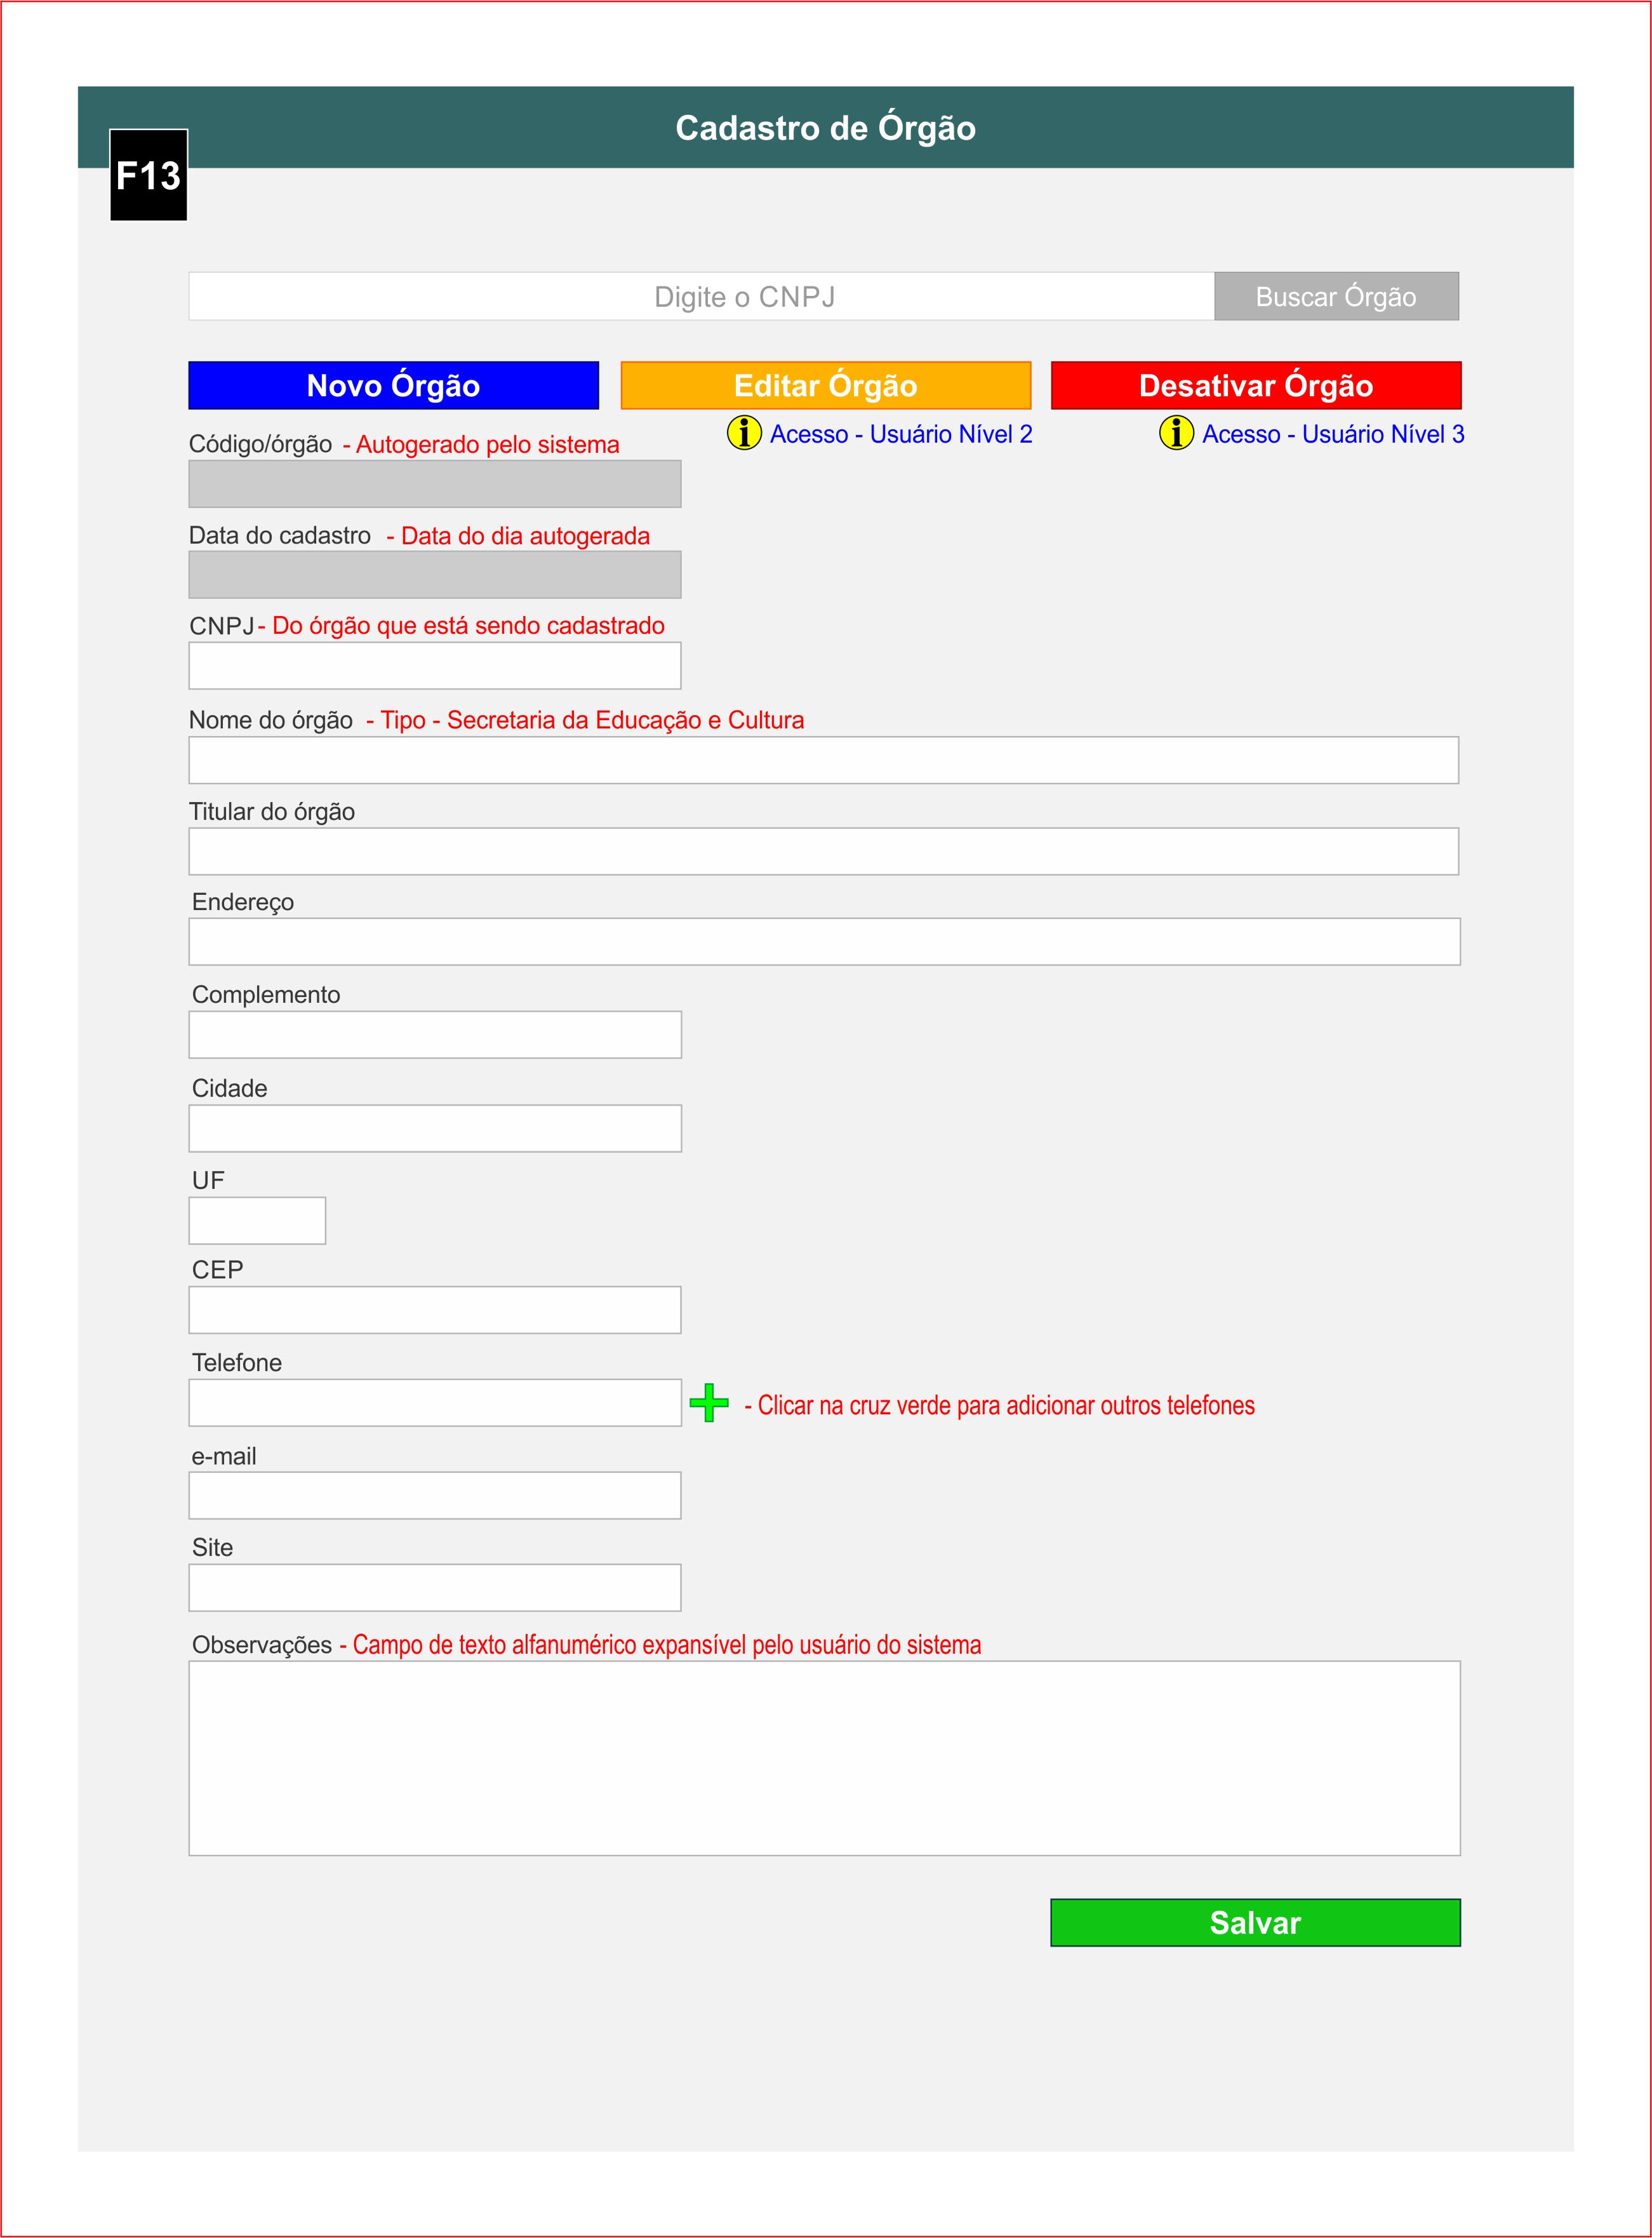 Cadastro de Órgão
F13
Digite o CNPJ
Buscar Órgão
Novo Órgão
Editar Órgão
Desativar Órgão
i Acesso - Usuário Nível 2
i Acesso - Usuário Nível 3
Código/órgão - Autogerado pelo sistema
Data do cadastro - Data do dia autogerada
CNPJ - Do órgão que está sendo cadastrado
Nome do órgão - Tipo - Secretaria da Educação e Cultura
Titular do órgão
Endereço
Complemento
Cidade
UF
CEP
Telefone
- Clicar na cruz verde para adicionar outros telefones
e-mail
Site
Observações - Campo de texto alfanumérico expansível pelo usuário do sistema
Salvar